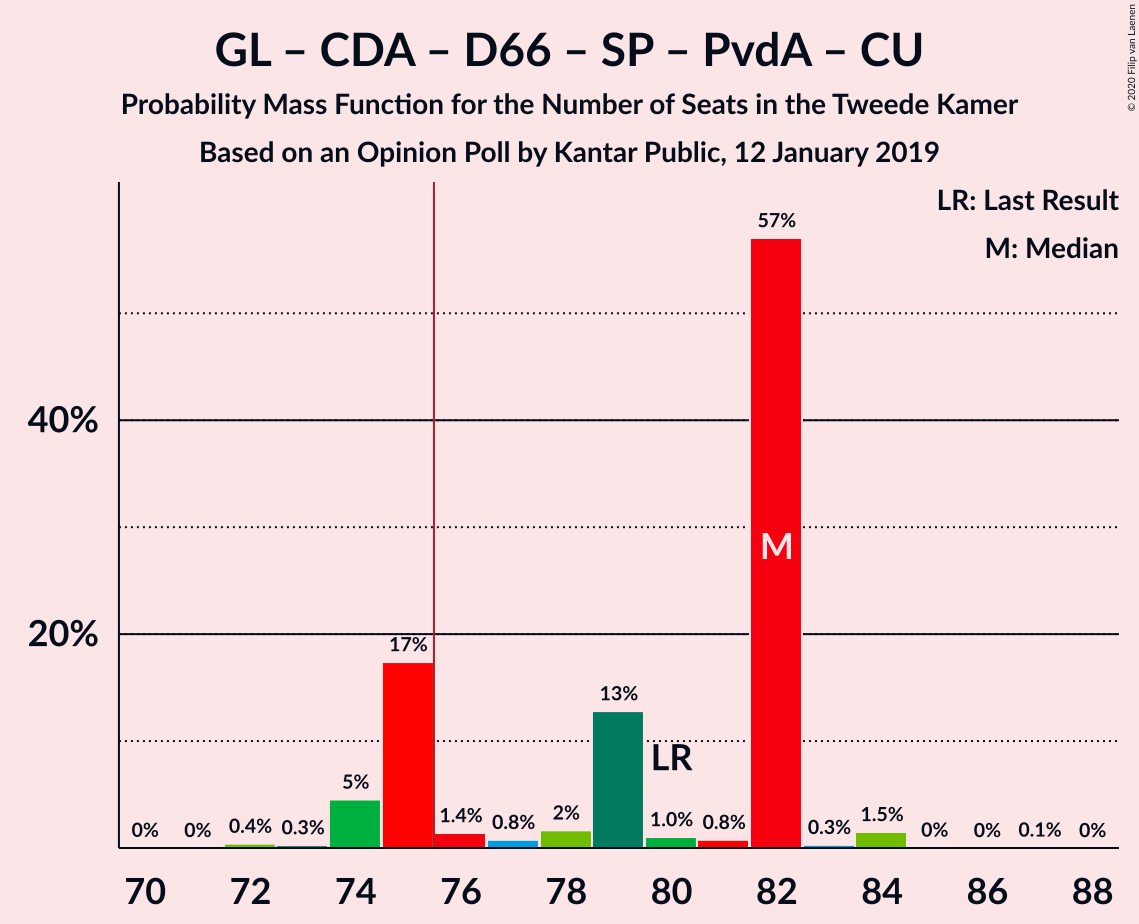 GL – CDA – D66 – SP – PvdA – CU
Probability Mass Function for the Number of Seats in the Tweede Kamer
Based on an Opinion Poll by Kantar Public, 12 January 2019
© 2020 Filip van Laenen
LR: Last Result
M: Median
57%
40%
M
20%
17%
13%
LR
5%
0% 0% 0.4% 0.3% 1.4% 0.8% 2% 1.0% 0.8% 0.3% 1.5% 0% 0% 0.1% 0%
70 72 74 76 78 80 82 84 86 88